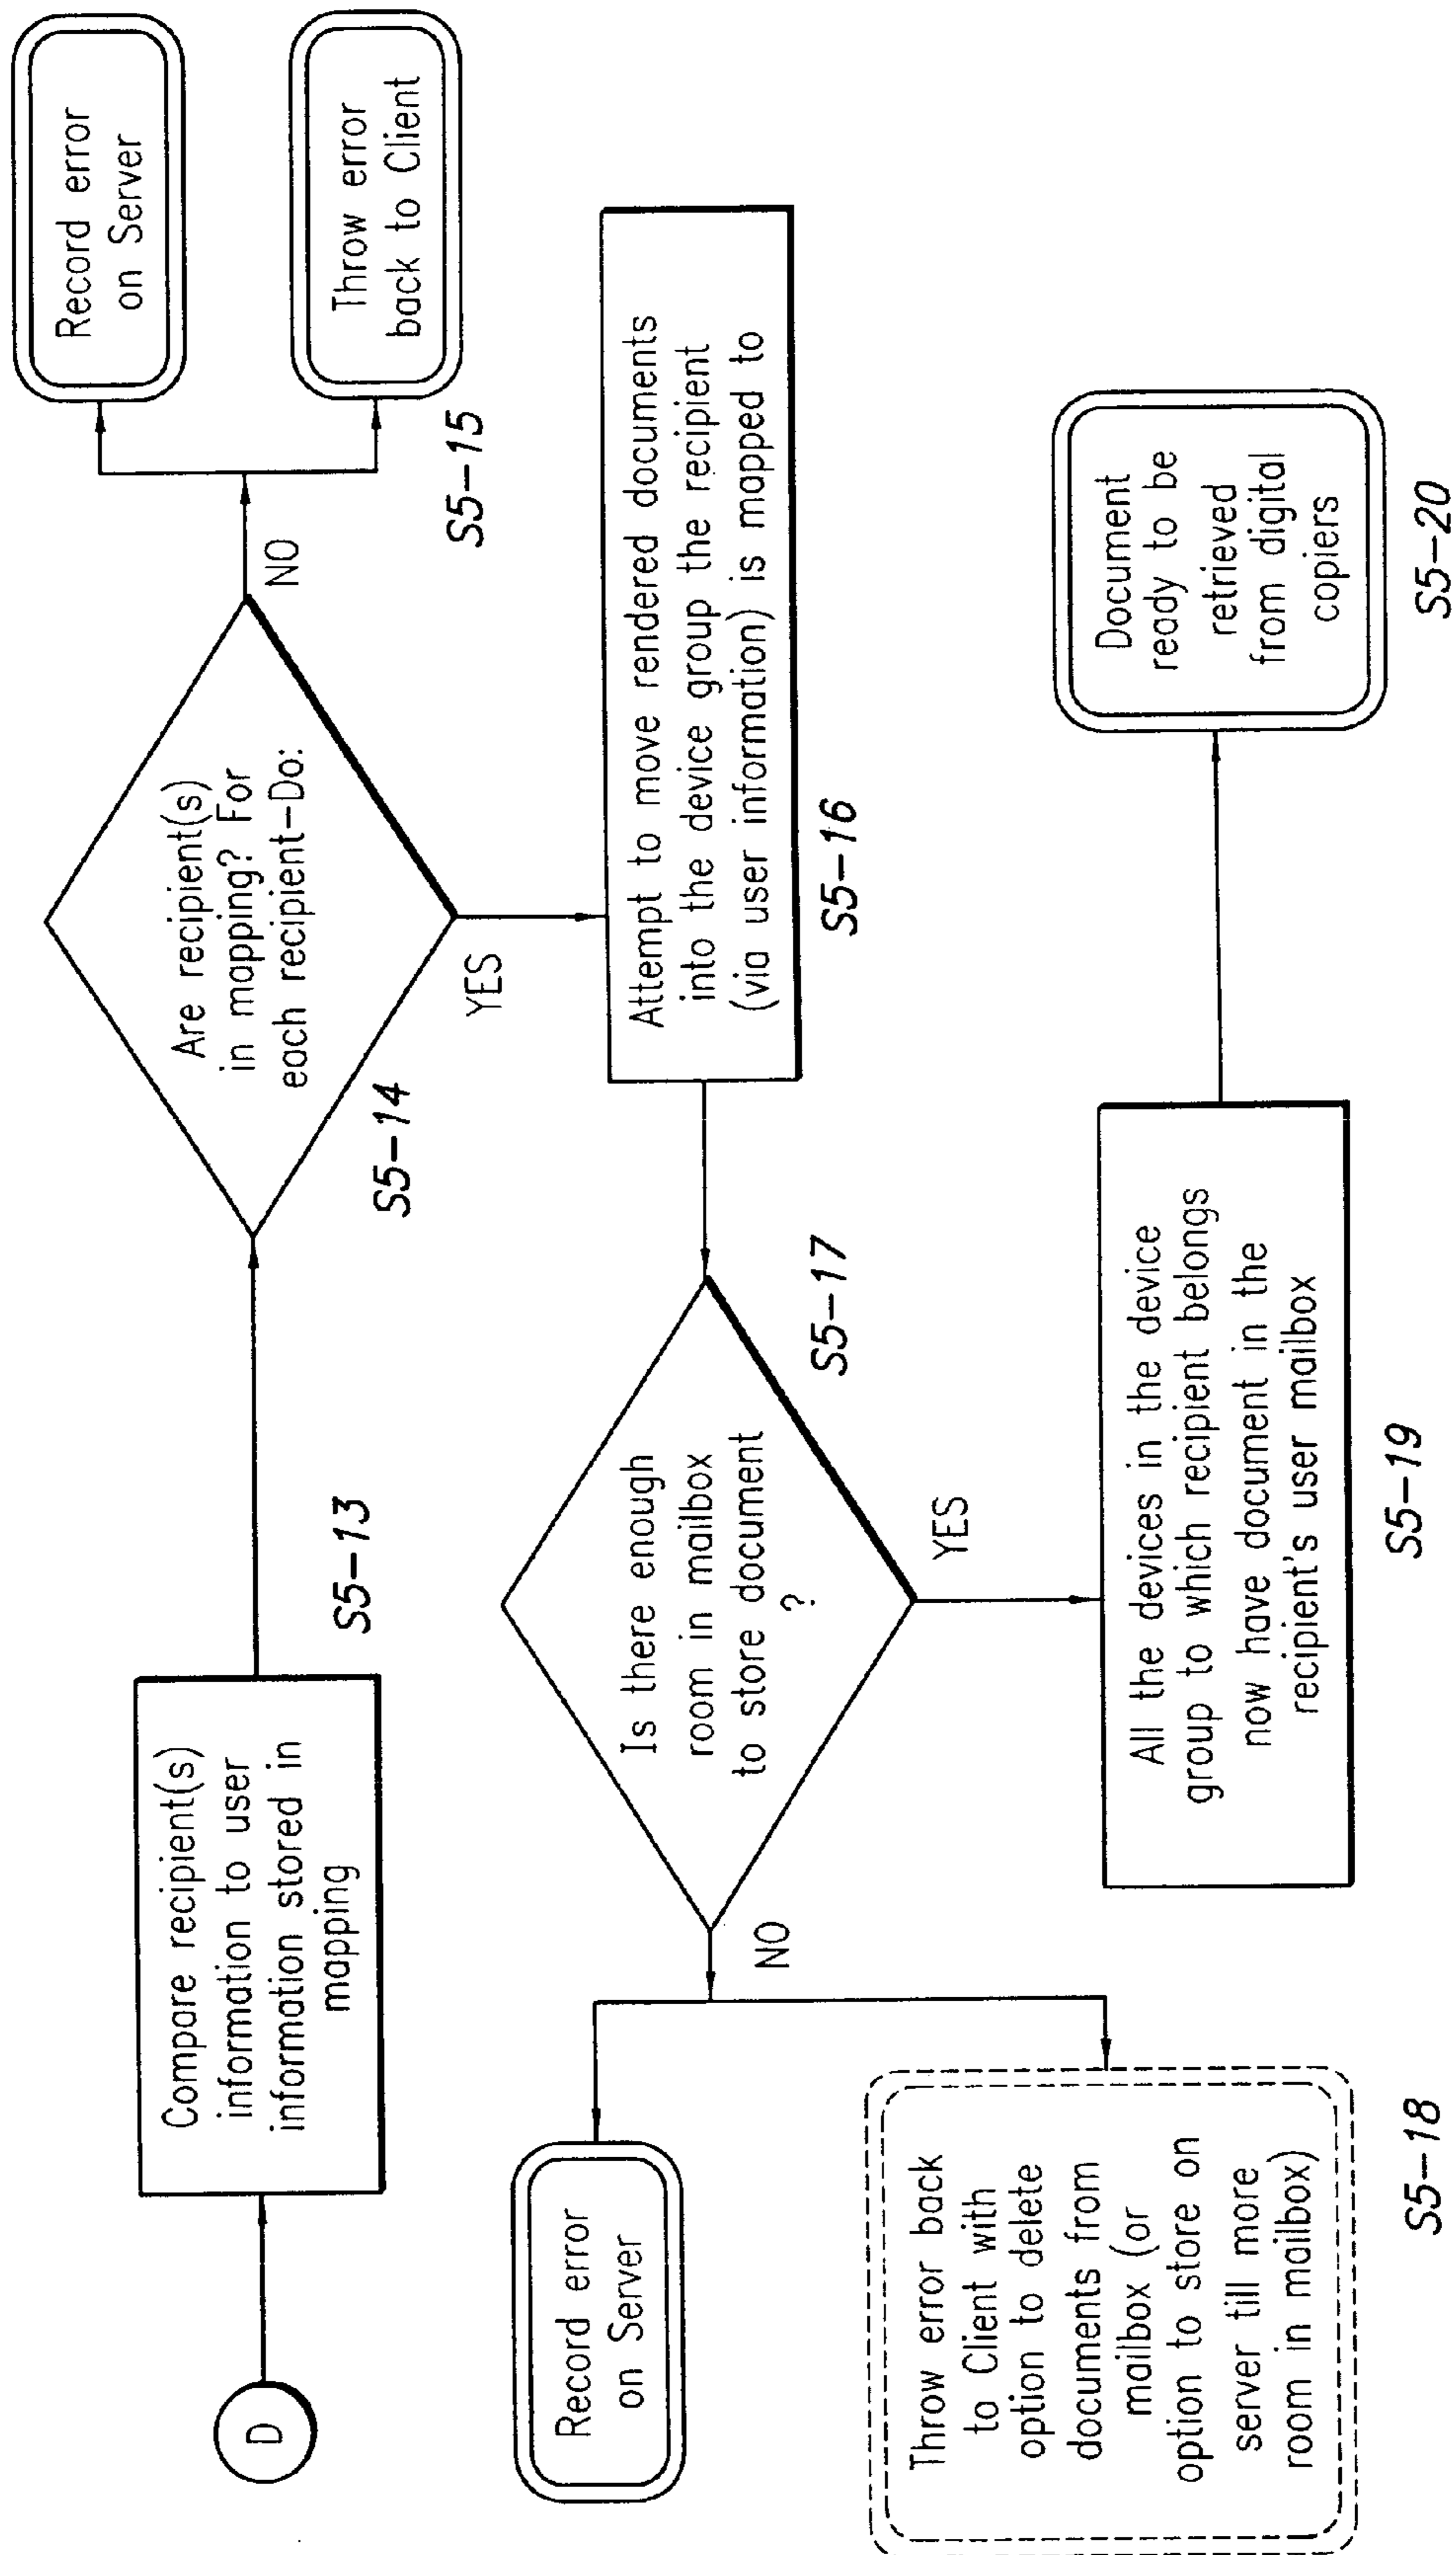 D
Compare recipient(s)
information to user
information stored in
mapping
S5-13
Are recipient(s)
in mapping? For
each recipient-Do:
S5-14
NO
YES
Record error
on Server
Throw error
back to Client
S5-15
Attempt to move rendered documents
into the device group the recipient
(via user information) is mapped to
S5-16
Is there enough
room in mailbox
to store document
?
S5-17
NO
YES
Record error
on Server
Throw error back
to Client with
option to delete
documents from
mailbox (or
option to store on
server till more
room in mailbox)
S5-18
All the devices in the device
group to which recipient belongs
now have document in the
recipient's user mailbox
S5-19
Document
ready to be
retrieved
from digital
copiers
S5-20